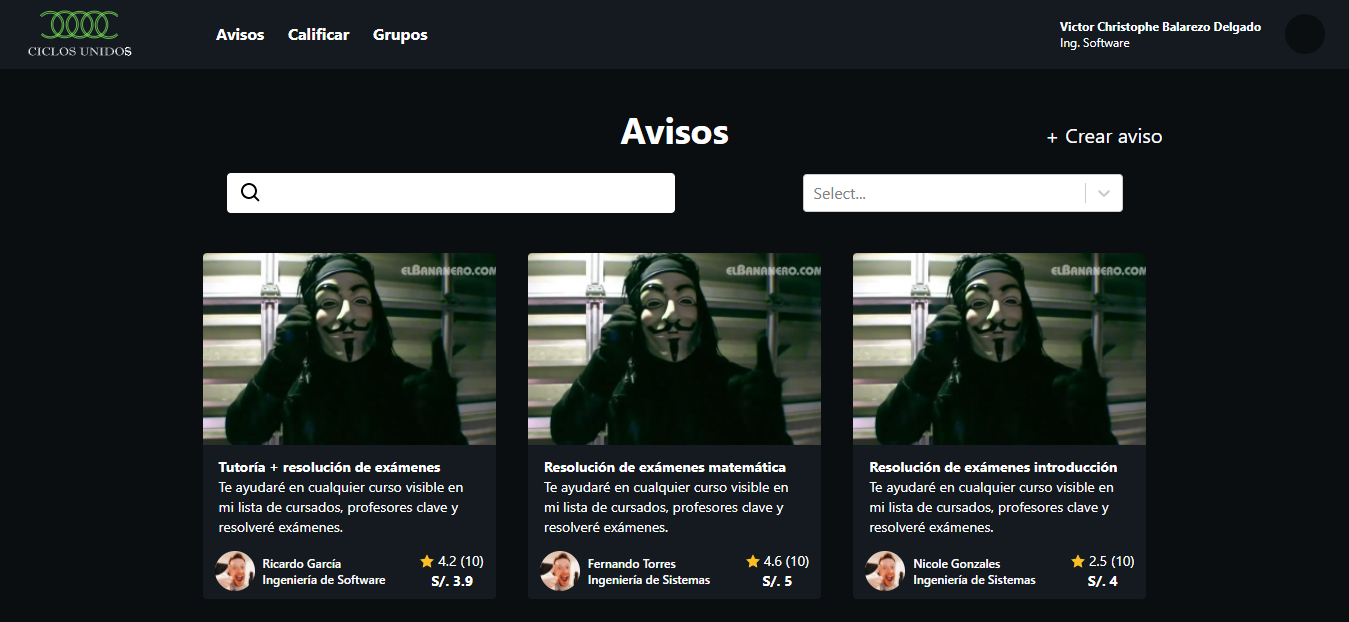 CICLOS UNIDOS
Avisos Calificar Grupos
Victor Christophe Balarezo Delgado
Ing. Software
Avisos
+ Crear aviso
Select...
ELBANANERO.COM
ELBANANERO.COM
ELBANANERO.COM
Tutoría + resolución de exámenes
Te ayudaré en cualquier curso visible en
mi lista de cursados, profesores clave y
resolveré exámenes.
Ricardo García
Ingeniería de Software
4.2 (10)
S/. 3.9
Resolución de exámenes matemática
Te ayudaré en cualquier curso visible en
mi lista de cursados, profesores clave y
resolveré exámenes.
Fernando Torres
Ingeniería de Sistemas
4.6 (10)
S/. 5
Resolución de exámenes introducción
Te ayudaré en cualquier curso visible en
mi lista de cursados, profesores clave y
resolveré exámenes.
Nicole Gonzales
Ingeniería de Sistemas
2.5 (10)
S/. 4